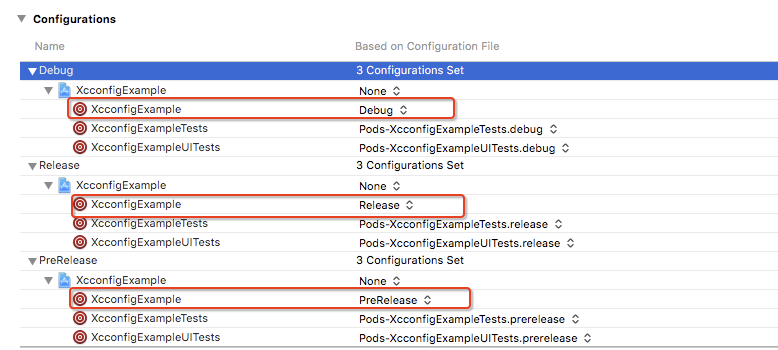 Configurations
Name Based on Configuration File
Debug 3 Configurations Set
XcconfigExample None
XcconfigExample Debug
XcconfigExampleTests Pods-XcconfigExampleTests.debug
XcconfigExampleUITests Pods-XcconfigExampleUITests.debug
Release 3 Configurations Set
XcconfigExample None
XcconfigExample Release
XcconfigExampleTests Pods-XcconfigExampleTests.release
XcconfigExampleUITests Pods-XcconfigExampleUITests.release
PreRelease 3 Configurations Set
XcconfigExample None
XcconfigExample PreRelease
XcconfigExampleTests Pods-XcconfigExampleTests.prerelease
XcconfigExampleUITests Pods-XcconfigExampleUITests.prerelease